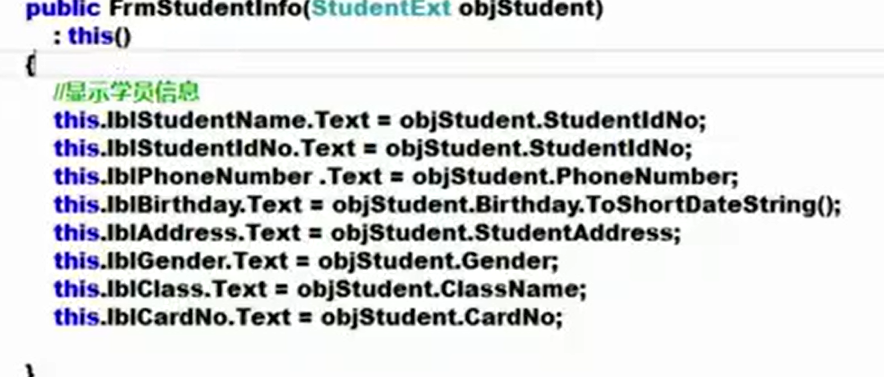 public FrmStudentInfo(StudentExt objStudent)
: this()
{
//显示学员信息
this.lblStudentName.Text = objStudent.StudentIdNo;
this.lblStudentIdNo.Text = objStudent.StudentIdNo;
this.lblPhoneNumber .Text = objStudent.PhoneNumber;
this.lblBirthday.Text = objStudent.Birthday.ToShortDateString();
this.lblAddress.Text = objStudent.StudentAddress;
this.lblGender.Text = objStudent.Gender;
this.lblClass.Text = objStudent.ClassName;
this.lblCardNo.Text = objStudent.CardNo;
}